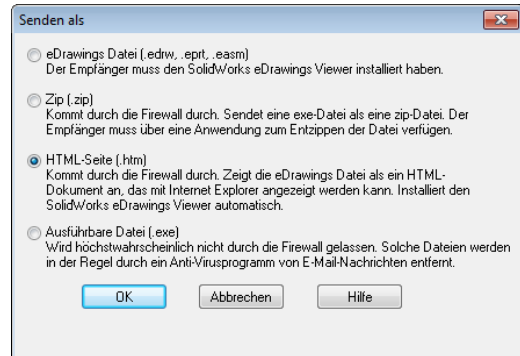 Senden als
eDrawings Datei (.edrw, .eprt, .easm)
Der Empfänger muss den SolidWorks eDrawings Viewer installiert haben.
Zip (.zip)
Kommt durch die Firewall durch. Sendet eine exe-Datei als eine zip-Datei. Der
Empfänger muss über eine Anwendung zum Entzippen der Datei verfügen.
HTML-Seite (.htm)
Kommt durch die Firewall durch. Zeigt die eDrawings Datei als ein HTML-
Dokument an, das mit Internet Explorer angezeigt werden kann. Installiert den
SolidWorks eDrawings Viewer automatisch.
Ausführbare Datei (.exe)
Wird höchstwahrscheinlich nicht durch die Firewall gelassen. Solche Dateien werden
in der Regel durch ein Anti-Virusprogramm von E-Mail-Nachrichten entfernt.
OK Abbrechen Hilfe